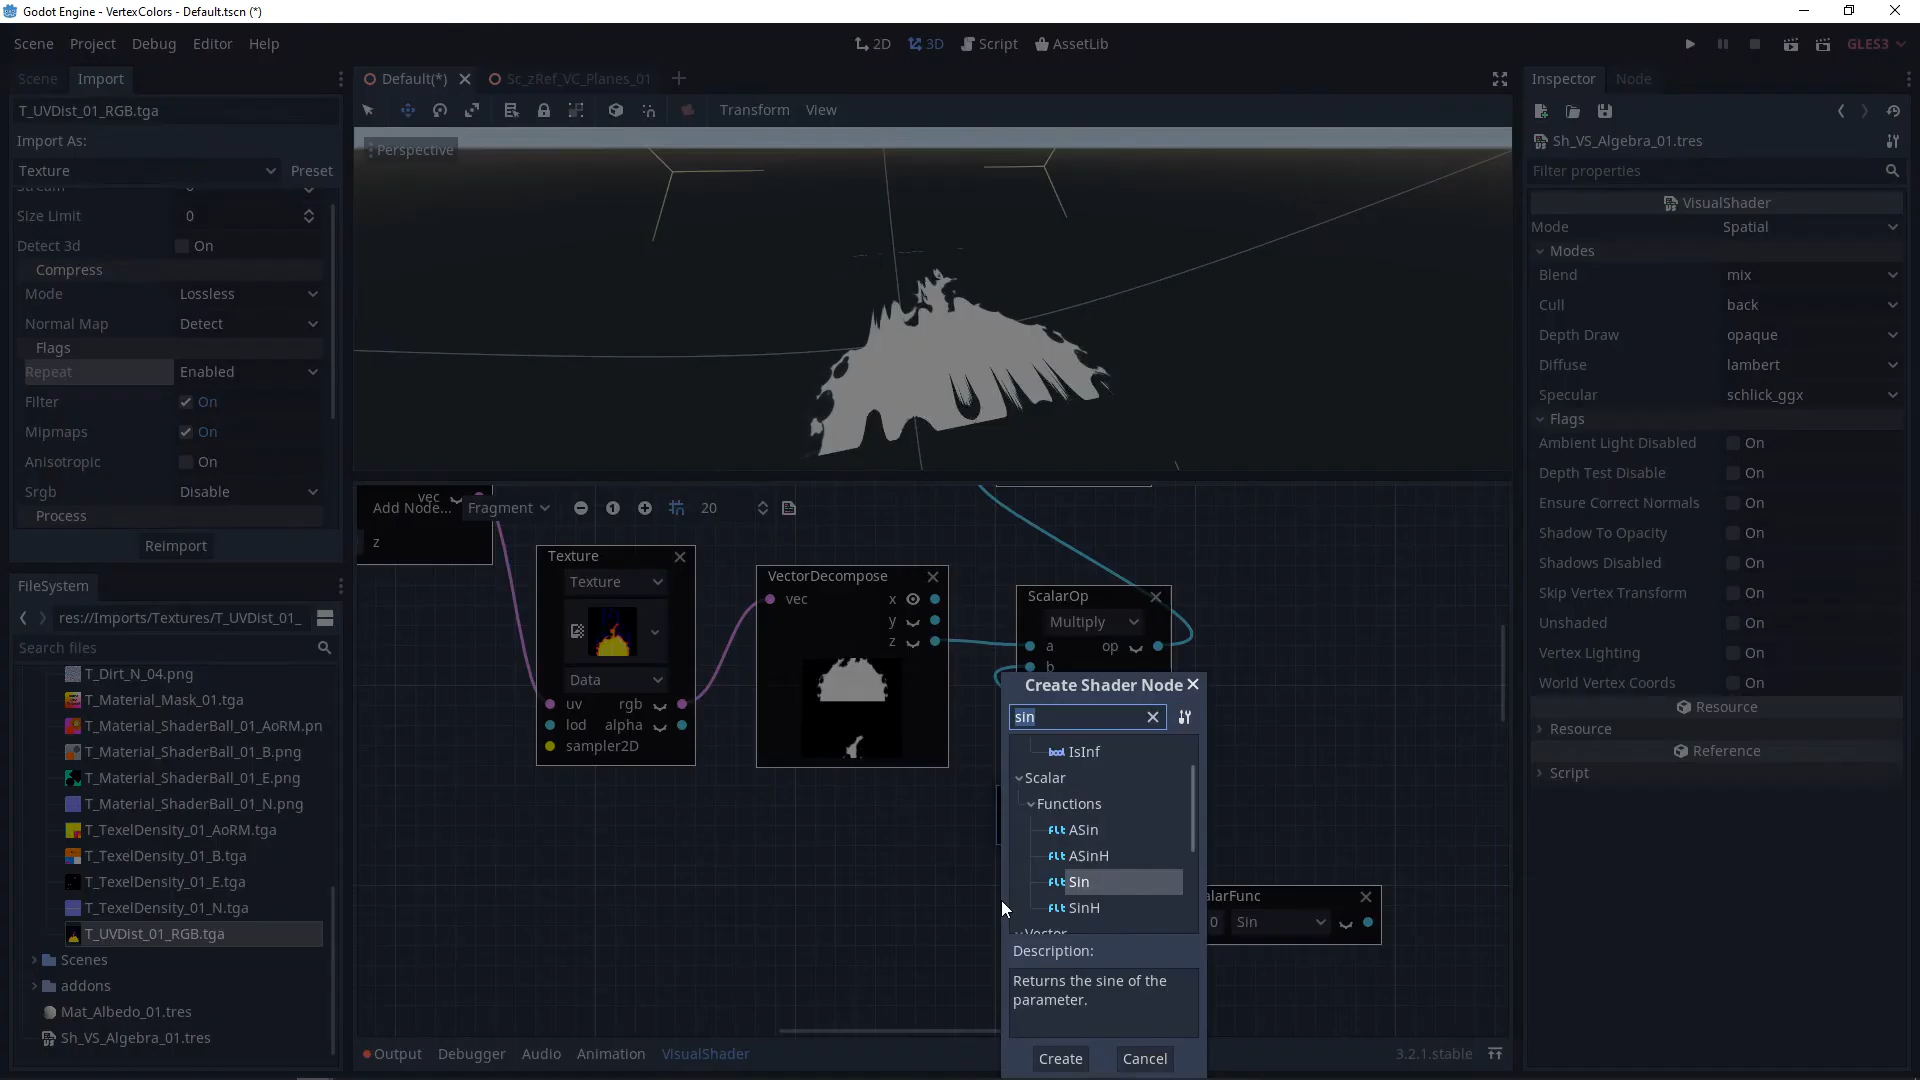 Godot Engine - VertexColors - Default.tscn (*)
Scene Project Debug Editor Help
2D 3D Script AssetLib
GLES3
Scene Import
T_UVDist_01_RGB.tga
Import As:
Texture Preset
Stream 0
Size Limit 0
Detect 3d On
Compress
Mode Lossless
Normal Map Detect
Flags
Repeat Enabled
Filter On
Mipmaps On
Anisotropic On
Srgb Disable
Process
Reimport
FileSystem
res://Imports/Textures/T_UVDist_01_
Search files
T_Dirt_N_04.png
T_Material_Mask_01.tga
T_Material_ShaderBall_01_AoRM.pn
T_Material_ShaderBall_01_B.png
T_Material_ShaderBall_01_E.png
T_Material_ShaderBall_01_N.png
T_TexelDensity_01_AoRM.tga
T_TexelDensity_01_B.tga
T_TexelDensity_01_E.tga
T_TexelDensity_01_N.tga
T_UVDist_01_RGB.tga
Scenes
addons
Mat_Albedo_01.tres
Sh_VS_Algebra_01.tres
Default(*) Sc_zRef_VC_Planes_01
Transform View
Perspective
vec
Add Node... Fragment 20
z
Texture
Texture
Data
uv rgb
lod alpha
sampler2D
VectorDecompose
vec x
y
z
ScalarOp
Multiply
a op
b
Create Shader Node
sin
IsInf
Scalar
Functions
ASin
ASinH
Sin
SinH
Vector
Description:
Returns the sine of the
parameter.
Create Cancel
alarFunc
0 Sin
Output Debugger Audio Animation VisualShader 3.2.1.stable
Inspector Node
Sh_VS_Algebra_01.tres
Filter properties
VisualShader
Mode Spatial
Modes
Blend mix
Cull back
Depth Draw opaque
Diffuse lambert
Specular schlick_ggx
Flags
Ambient Light Disabled On
Depth Test Disable On
Ensure Correct Normals On
Shadow To Opacity On
Shadows Disabled On
Skip Vertex Transform On
Unshaded On
Vertex Lighting On
World Vertex Coords On
Resource
Resource
Reference
Script